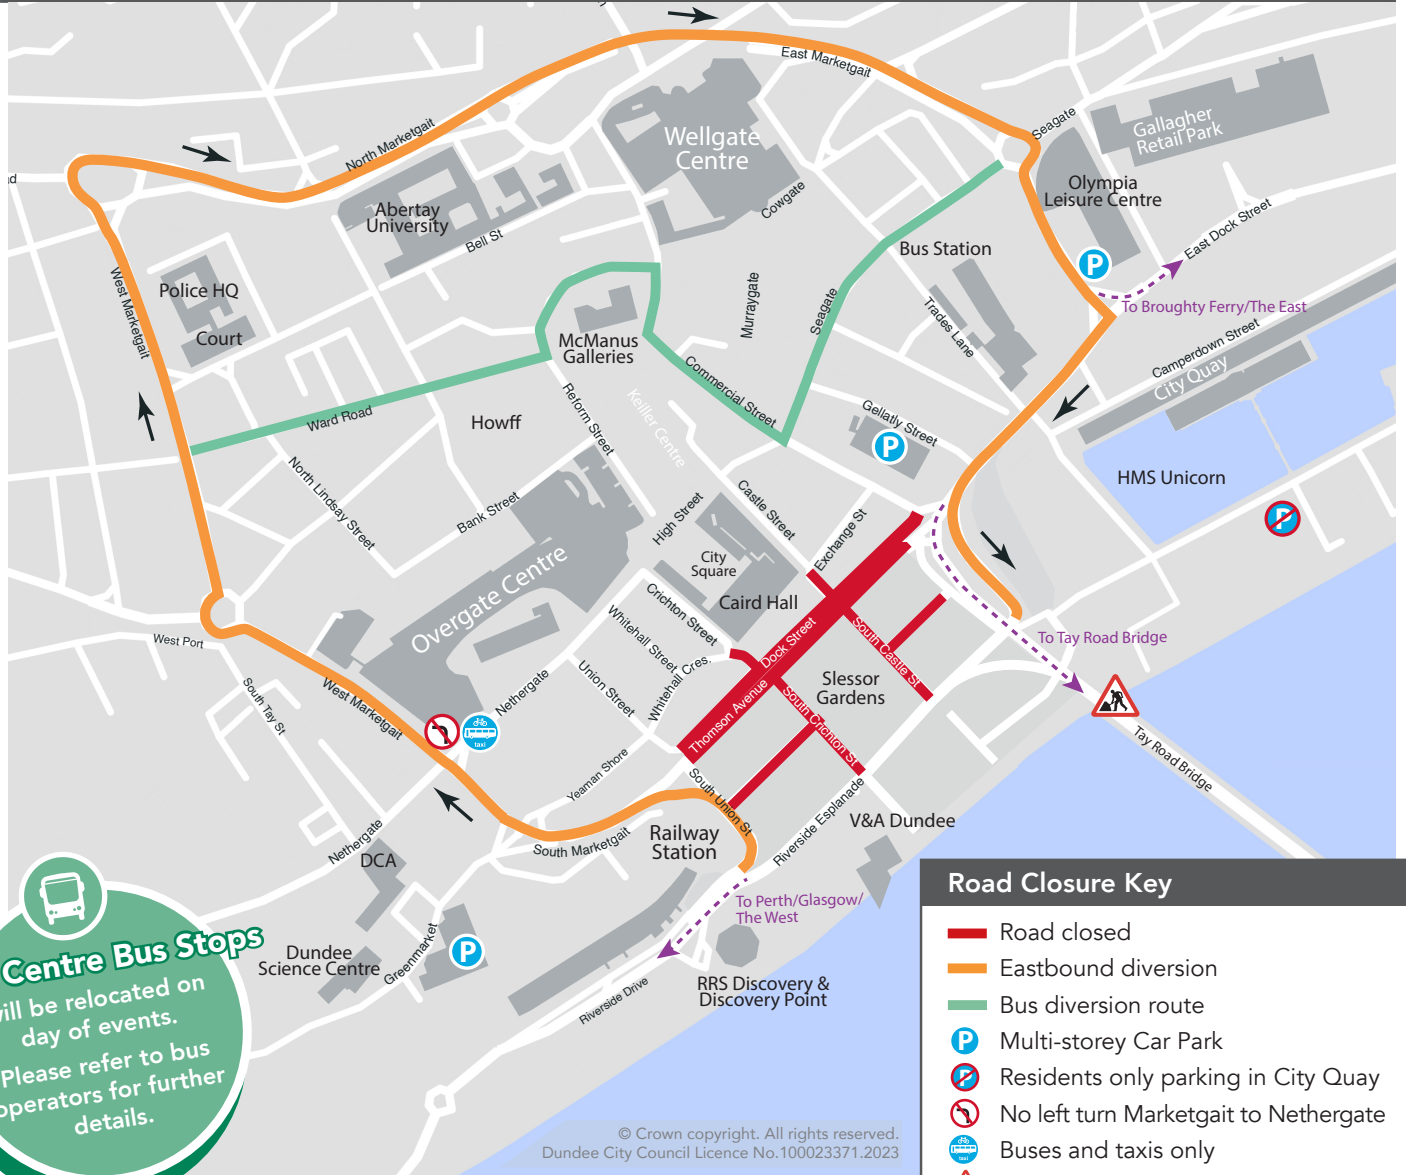 East Marketgait
Seagate
Gallagher
Retail Park
North Marketgait
Wellgate
Centre
Olympia
Leisure Centre
Abertay
University
Cowgate
Bell St
East Dock Street
Bus Station
Police HQ
West Marketgait
Court
Murraygate
Seagate
Trades Lane
To Broughty Ferry/The East
Camperdown Street
City Quay
McManus
Galleries
Commercial Street
Reform Street
Keiller Centre
Ward Road
Howff
Gellatly Street
P
P
HMS Unicorn
P
North Lindsay Street
Bank Street
High Street
Castle Street
Exchange St
City
Square
Caird Hall
Overgate Centre
Crichton Street
Whitehall Street
Whitehall Cres.
Union Street
Dock Street
Thomson Avenue
South Castle St
Slessor
Gardens
South Crichton St
To Tay Road Bridge
Tay Road Bridge
West Port
South Tay St
West Marketgait
Nethergate
taxi
Yeaman Shore
South Union St
South Marketgait
Railway
Station
Riverside Esplanade
V&A Dundee
Nethergate
DCA
To Perth/Glasgow/
The West
Dundee
Science Centre
Greenmarket
P
RRS Discovery &
Discovery Point
Riverside Drive
Centre Bus Stops
will be relocated on
day of events.
Please refer to bus
operators for further
details.
© Crown copyright. All rights reserved.
Dundee City Council Licence No.100023371.2023
Road Closure Key
Road closed
Eastbound diversion
Bus diversion route
P Multi-storey Car Park
P Residents only parking in City Quay
No left turn Marketgait to Nethergate
taxi Buses and taxis only